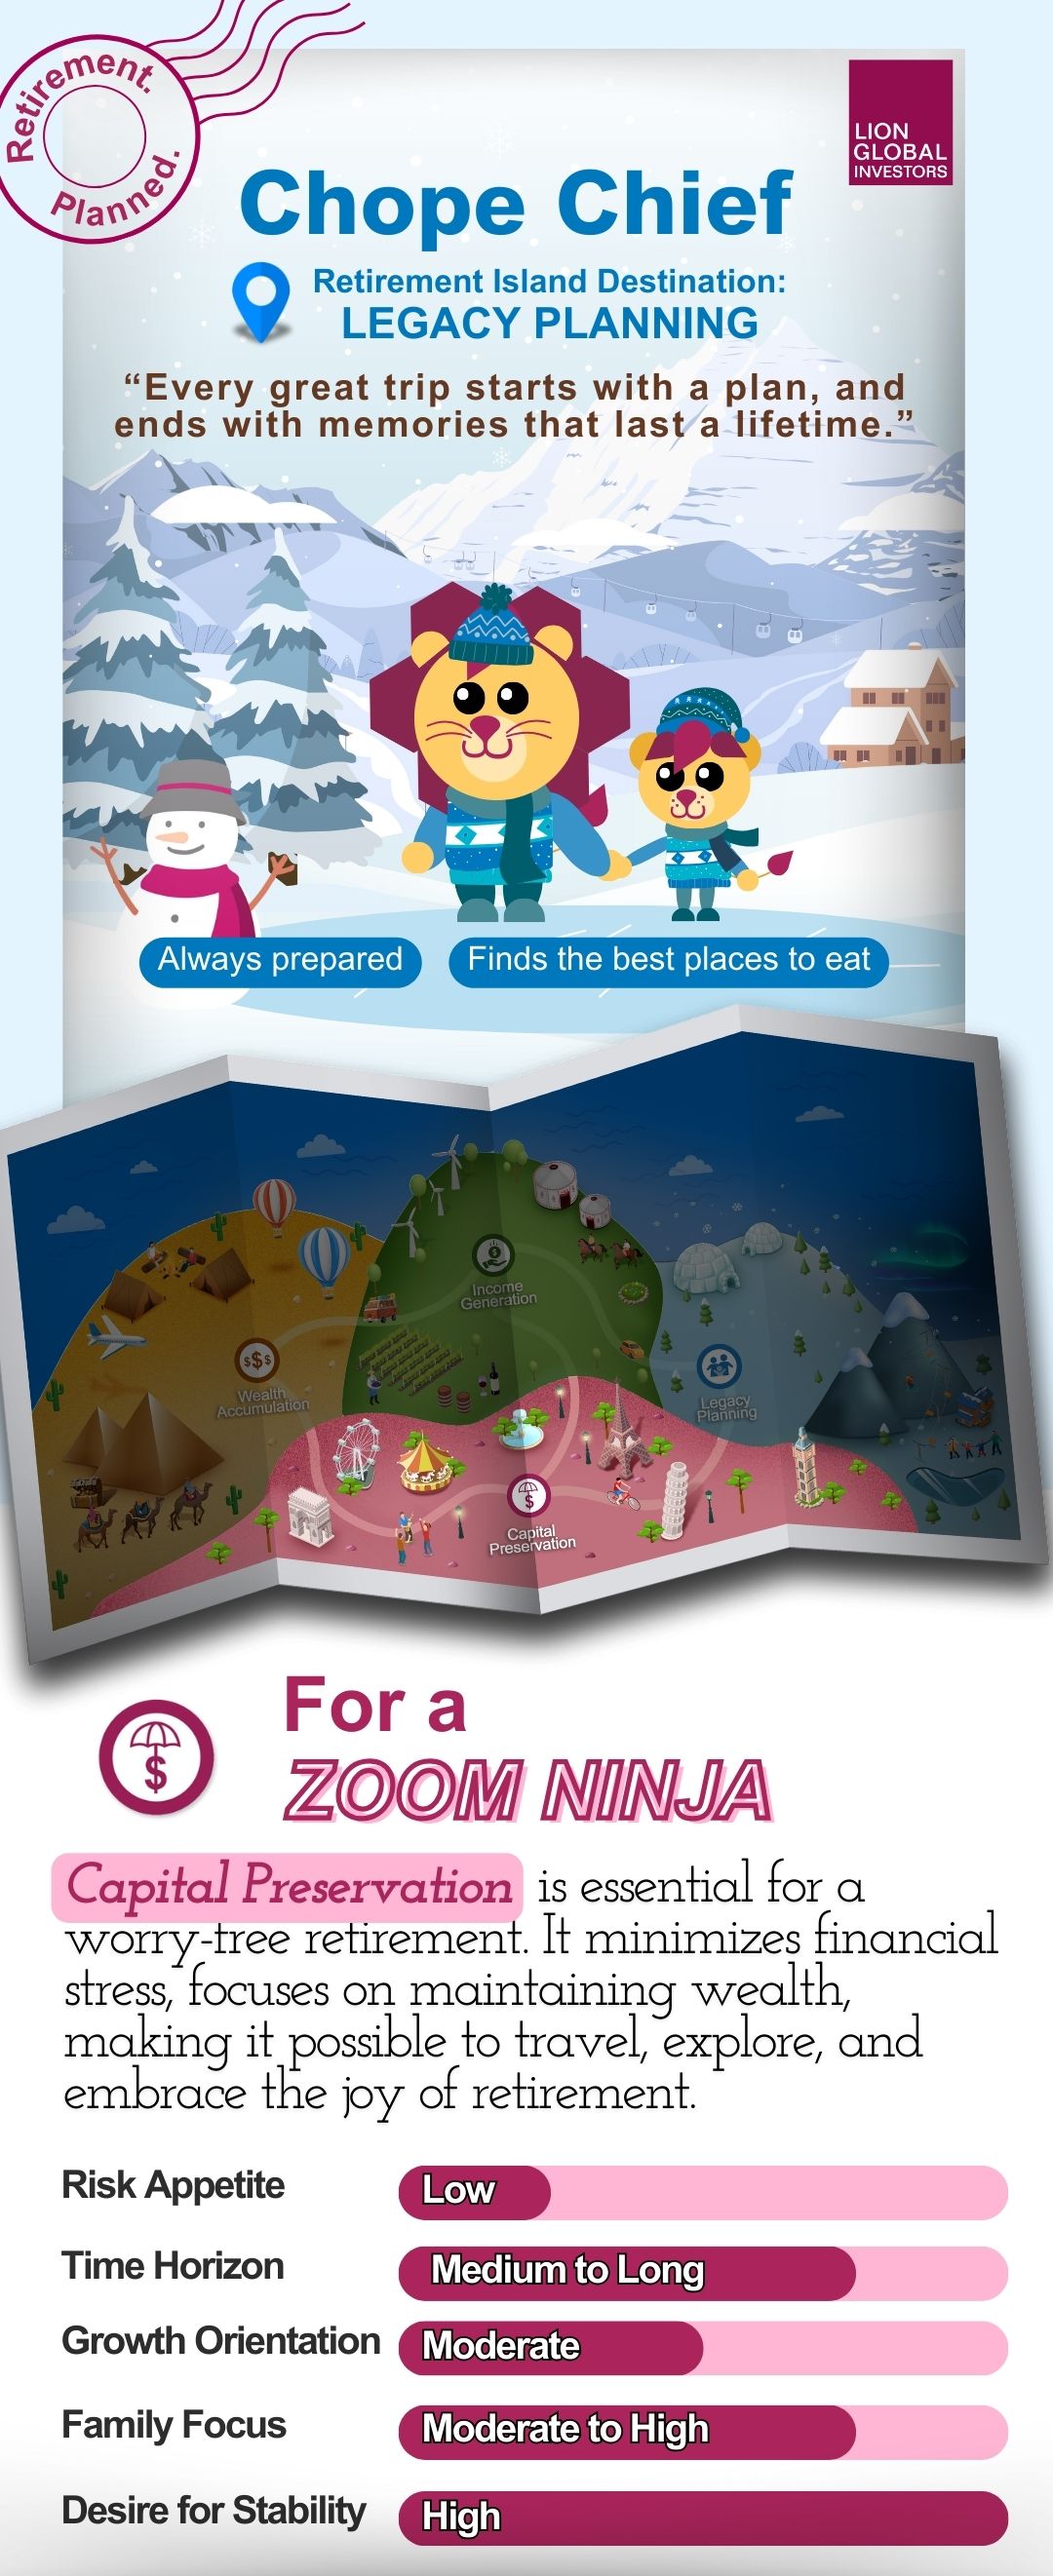 Retirement.
Planned.
LION
GLOBAL
INVESTORS
Chope Chief
Retirement Island Destination:
LEGACY PLANNING
“Every great trip starts with a plan, and
ends with memories that last a lifetime.”
Always prepared
Finds the best places to eat
Income
Generation
$$$
Wealth
Accumulation
Legacy
Planning
$
Capital
Preservation
$
For a
ZOOM NINJA
Capital Preservation is essential for a
worry-free retirement. It minimizes financial
stress, focuses on maintaining wealth,
making it possible to travel, explore, and
embrace the joy of retirement.
Risk Appetite
Low
Time Horizon
Medium to Long
Growth Orientation
Moderate
Family Focus
Moderate to High
Desire for Stability
High